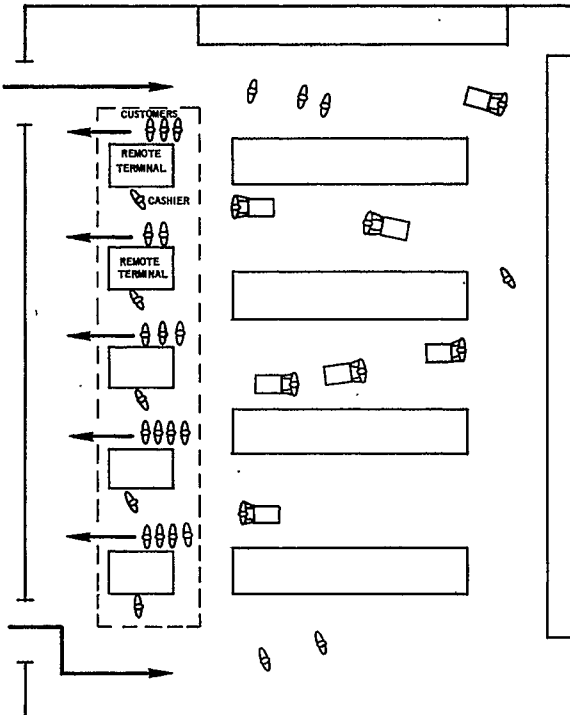 CUSTOMERS
REMOTE
TERMINAL
CASHIER
REMOTE
TERMINAL